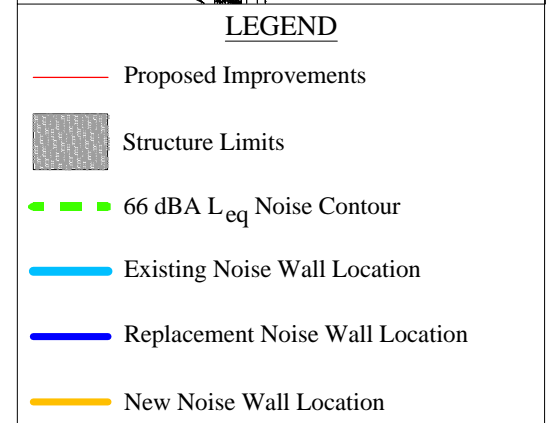 LEGEND
Proposed Improvements
Structure Limits
66 dBA Leq Noise Contour
Existing Noise Wall Location
Replacement Noise Wall Location
New Noise Wall Location